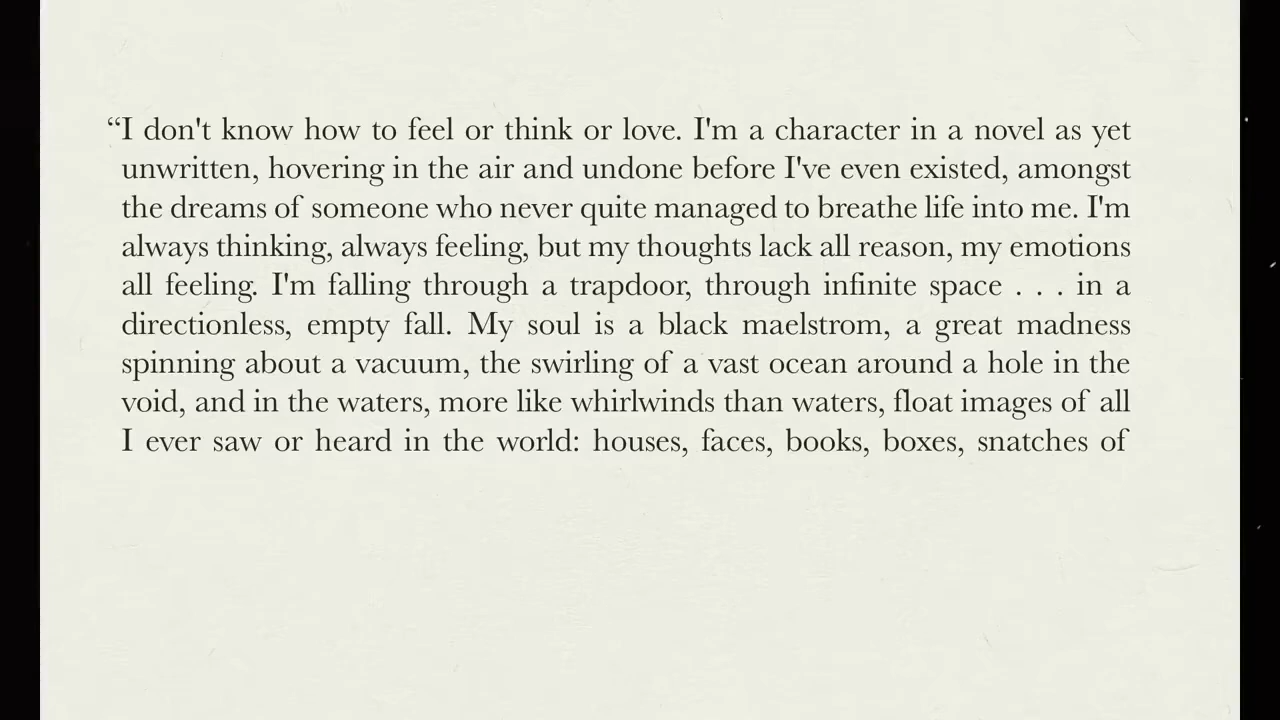 “I don't know how to feel or think or love. I'm a character in a novel as yet
unwritten, hovering in the air and undone before I've even existed, amongst
the dreams of someone who never quite managed to breathe life into me. I'm
always thinking, always feeling, but my thoughts lack all reason, my emotions
all feeling. I'm falling through a trapdoor, through infinite space . . . in a
directionless, empty fall. My soul is a black maelstrom, a great madness
spinning about a vacuum, the swirling of a vast ocean around a hole in the
void, and in the waters, more like whirlwinds than waters, float images of all
I ever saw or heard in the world: houses, faces, books, boxes, snatches of